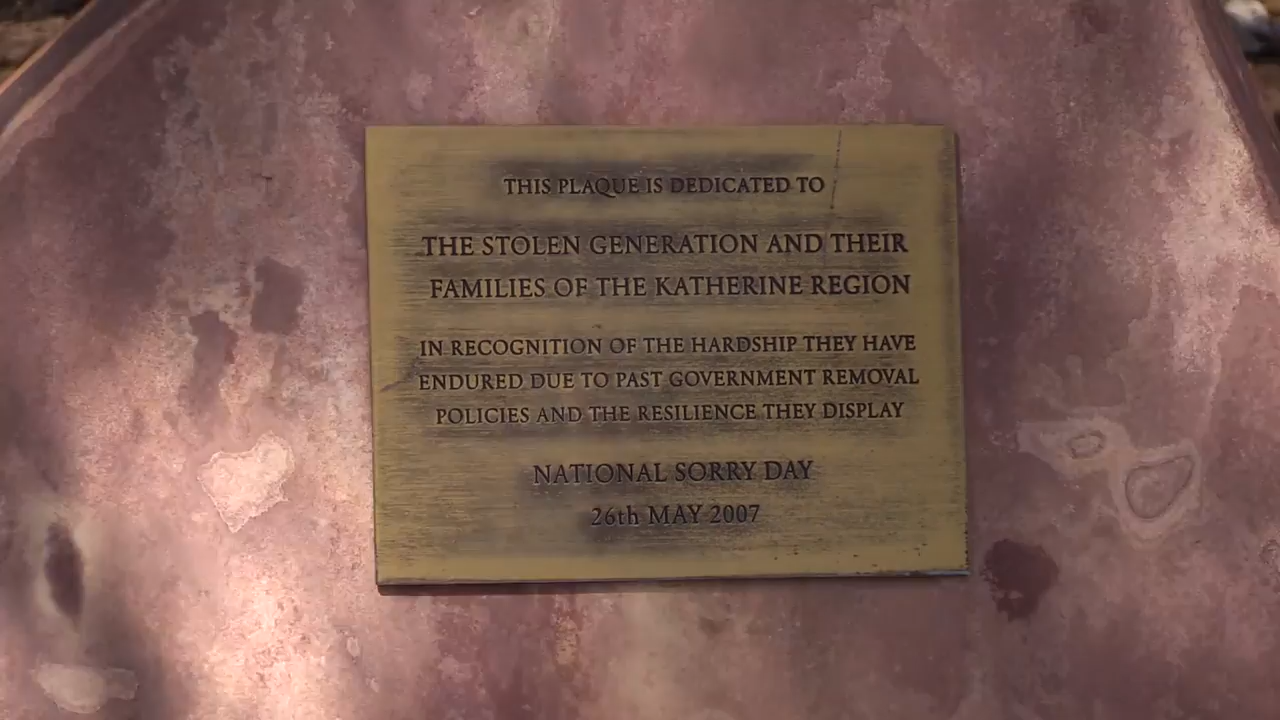 THIS PLAQUE IS DEDICATED TO
THE STOLEN GENERATION AND THEIR
FAMILIES OF THE KATHERINE REGION
IN RECOGNITION OF THE HARDSHIP THEY HAVE
ENDURED DUE TO PAST GOVERNMENT REMOVAL
POLICIES AND THE RESILIENCE THEY DISPLAY
NATIONAL SORRY DAY
26th MAY 2007